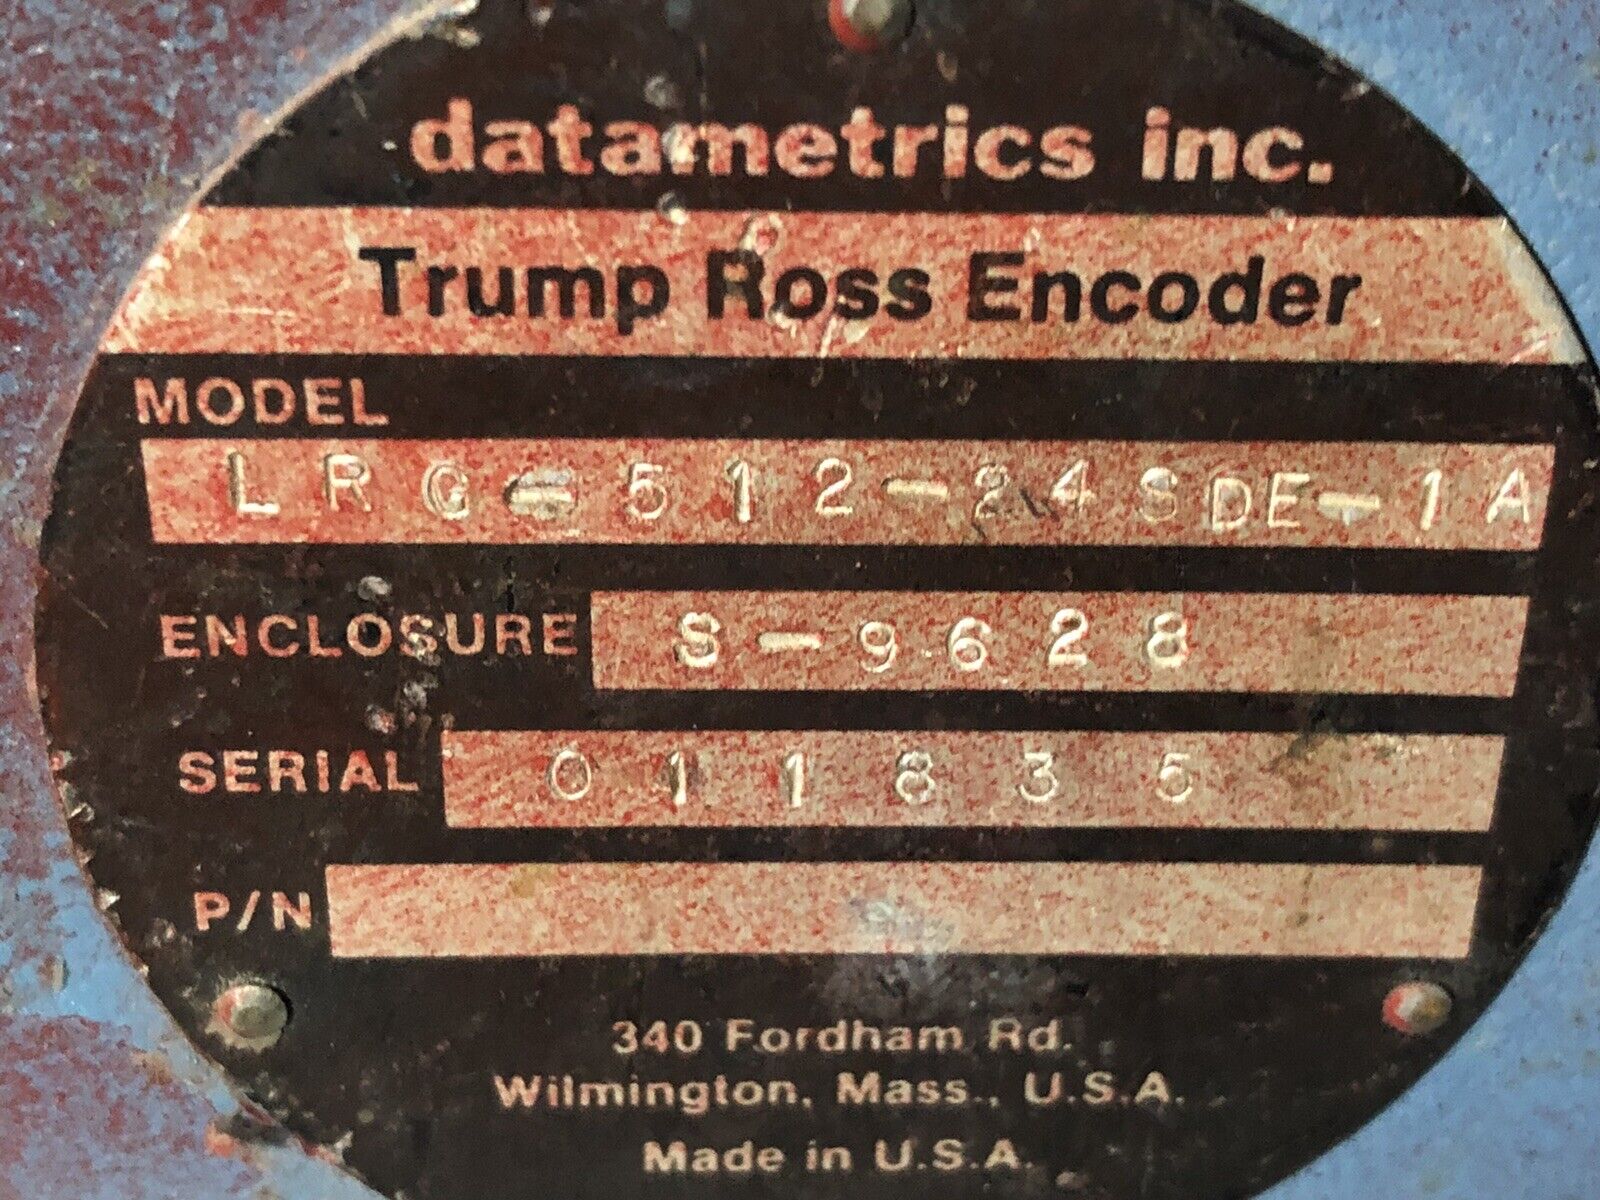 datametrics inc.
Trump Ross Encoder
MODEL
LRG-512-24SDE-1A
ENCLOSURE S-9628
SERIAL 011835
P/N
340 Fordham Rd.
Wilmington, Mass., U.S.A.
Made in U.S.A.